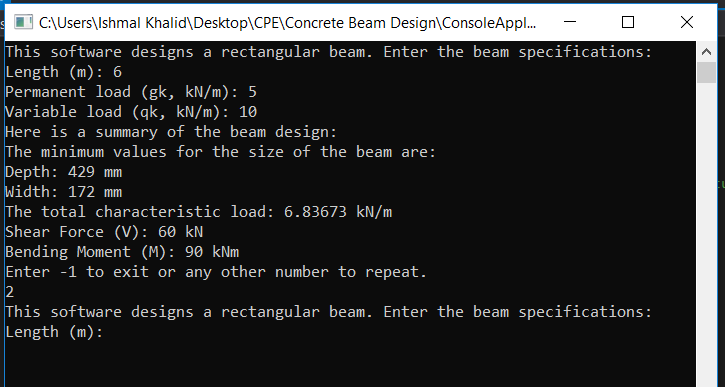 C:\Users\Ishmal Khalid\Desktop\CPE\Concrete Beam Design\ConsoleAppl...
This software designs a rectangular beam. Enter the beam specifications:
Length (m): 6
Permanent load (gk, kN/m): 5
Variable load (qk, kN/m): 10
Here is a summary of the beam design:
The minimum values for the size of the beam are:
Depth: 429 mm
Width: 172 mm
The total characteristic load: 6.83673 kN/m
Shear Force (V): 60 kN
Bending Moment (M): 90 kNm
Enter -1 to exit or any other number to repeat.
2
This software designs a rectangular beam. Enter the beam specifications:
Length (m):